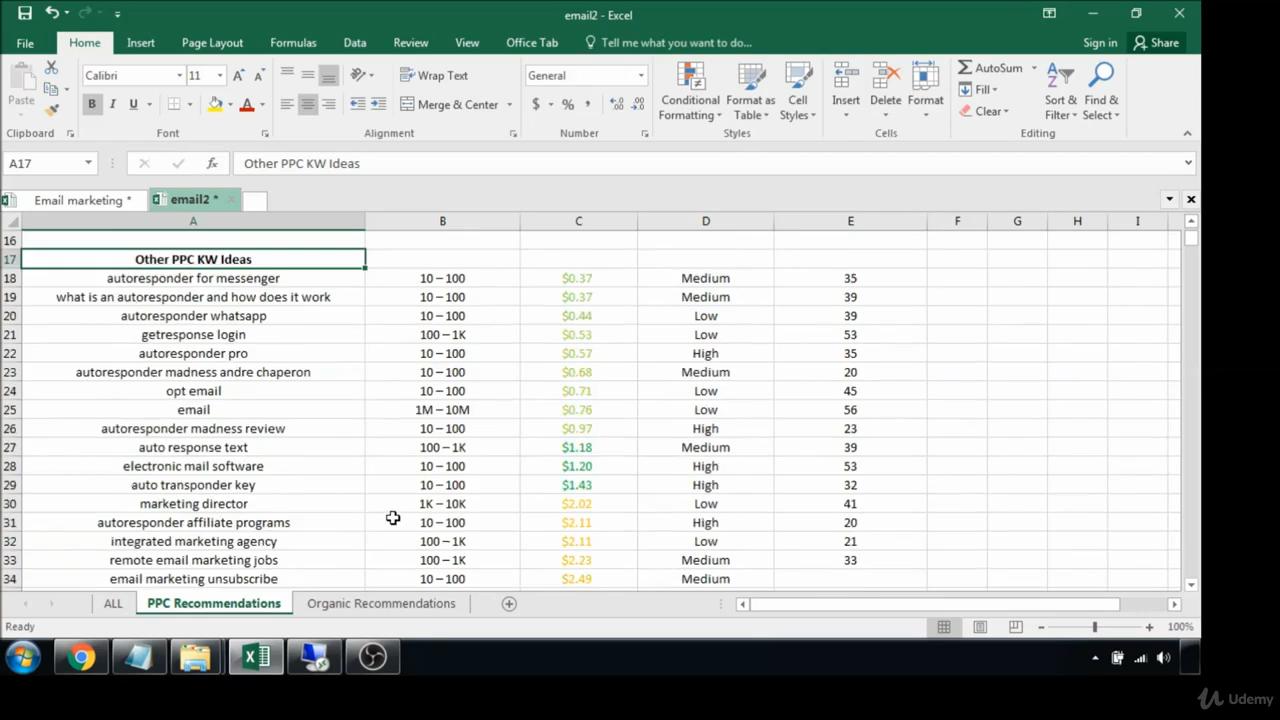 email2 - Excel
File Home Insert Page Layout Formulas Data Review View Office Tab Tell me what you want to do... Sign in Share
Calibri 11 Wrap Text General AutoSum
Paste B I U Merge & Center $ % Conditional Formatting Format as Table Cell Styles Insert Delete Format Fill Clear Sort & Filter Find & Select
Clipboard Font Alignment Number Styles Cells Editing
A17 fx Other PPC KW Ideas
Email marketing * email2 *
A B C D E F G H I
16
17 Other PPC KW Ideas
18 autoresponder for messenger 10 – 100 $0.37 Medium 35
19 what is an autoresponder and how does it work 10 – 100 $0.37 Medium 39
20 autoresponder whatsapp 10 – 100 $0.44 Low 39
21 getresponse login 100 – 1K $0.53 Low 53
22 autoresponder pro 10 – 100 $0.57 High 35
23 autoresponder madness andre chaperon 10 – 100 $0.68 Medium 20
24 opt email 10 – 100 $0.71 Low 45
25 email 1M – 10M $0.76 Low 56
26 autoresponder madness review 10 – 100 $0.97 High 23
27 auto response text 100 – 1K $1.18 Medium 39
28 electronic mail software 10 – 100 $1.20 High 53
29 auto transponder key 10 – 100 $1.43 High 32
30 marketing director 1K – 10K $2.02 Low 41
31 autoresponder affiliate programs 10 – 100 $2.11 High 20
32 integrated marketing agency 100 – 1K $2.11 Low 21
33 remote email marketing jobs 100 – 1K $2.23 Medium 33
34 email marketing unsubscribe 10 – 100 $2.49 Medium
ALL PPC Recommendations Organic Recommendations
Ready 100%
Udemy